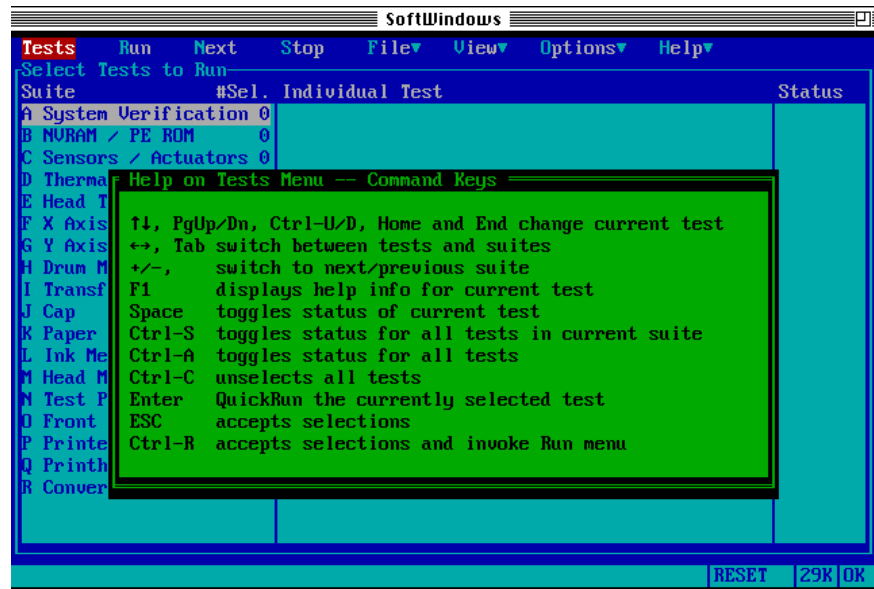 SoftWindows
Tests Run Next Stop File▼ View▼ Options▼ Help▼
Select Tests to Run
Suite #Sel. Individual Test Status
A System Verification 0
B NVRAM / PE ROM 0
C Sensors / Actuators 0
D Therma
Help on Tests Menu -- Command Keys
E Head T
F X Axis
↑↓, PgUp/Dn, Ctrl-U/D, Home and End change current test
G Y Axis
↔, Tab switch between tests and suites
H Drum M
+/-, switch to next/previous suite
I Transf
F1 displays help info for current test
J Cap
Space toggles status of current test
K Paper
Ctrl-S toggles status for all tests in current suite
L Ink Me
Ctrl-A toggles status for all tests
M Head M
Ctrl-C unselects all tests
N Test P
Enter QuickRun the currently selected test
O Front
ESC accepts selections
P Printe
Ctrl-R accepts selections and invoke Run menu
Q Printh
R Conver
RESET 29K OK